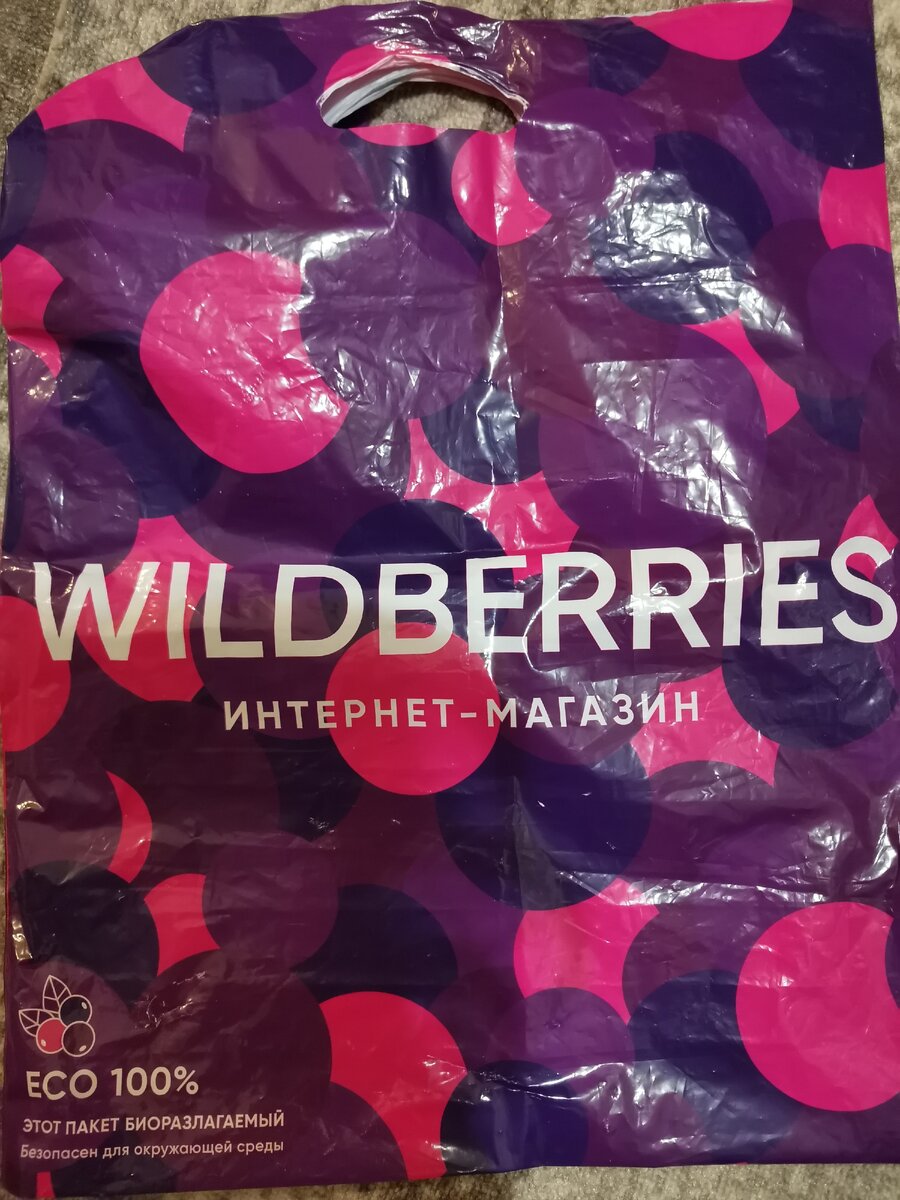 WILDBERRIES
ИНТЕРНЕТ-МАГАЗИН
ECO 100%
ЭТОТ ПАКЕТ БИОРАЗЛАГАЕМЫЙ
Безопасен для окружающей среды